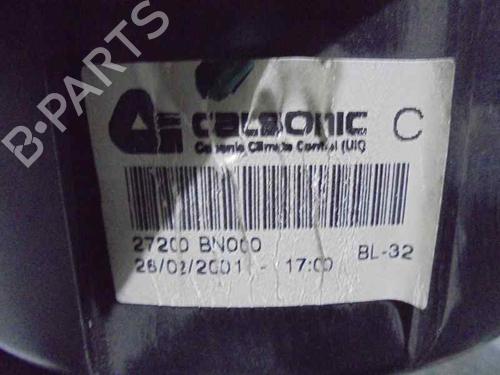 B-PARTS
calsonic C
Calsonic Climate Control (UK)
27200 BN000
26/02/2001 - 17:00 BL-32